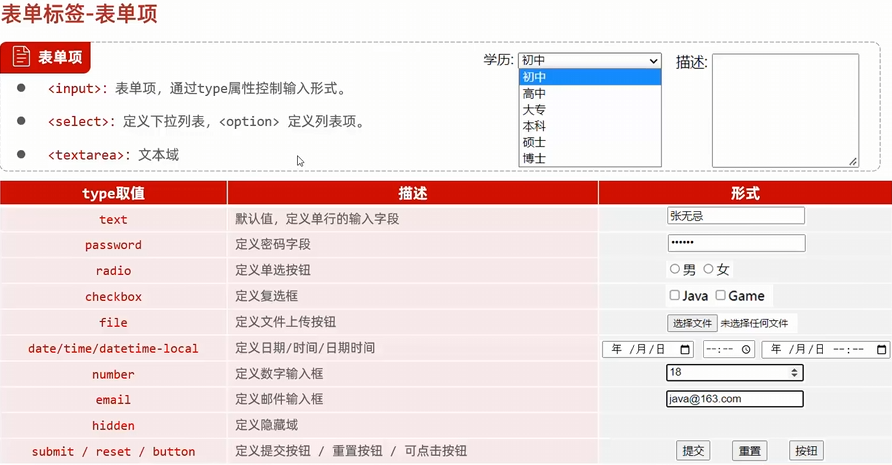 表单标签-表单项
表单项
<input>: 表单项，通过type属性控制输入形式。
<select>: 定义下拉列表，<option> 定义列表项。
<textarea>: 文本域
学历: 初中
初中
高中
大专
本科
硕士
博士
描述:
type取值 描述 形式
text 默认值，定义单行的输入字段 张无忌
password 定义密码字段 ••••••
radio 定义单选按钮 男 女
checkbox 定义复选框 Java Game
file 定义文件上传按钮 选择文件 未选择任何文件
date/time/datetime-local 定义日期/时间/日期时间 年 /月/日 --:-- 年 /月/日 --:--
number 定义数字输入框 18
email 定义邮件输入框 java@163.com
hidden 定义隐藏域
submit / reset / button 定义提交按钮 / 重置按钮 / 可点击按钮 提交 重置 按钮